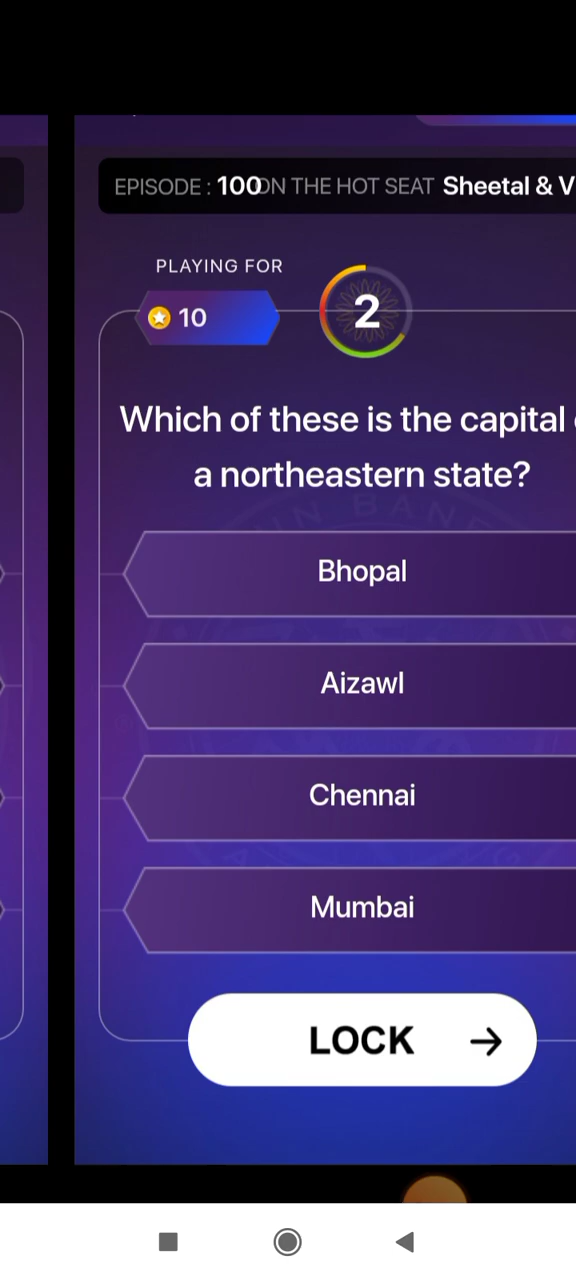 EPISODE : 100 ON THE HOT SEAT Sheetal & V
PLAYING FOR
10
2
Which of these is the capital
a northeastern state?
Bhopal
Aizawl
Chennai
Mumbai
LOCK